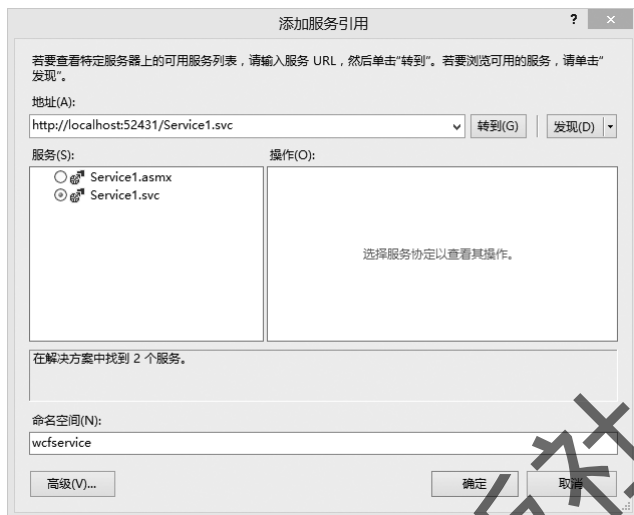 添加服务引用
?
×
若要查看特定服务器上的可用服务列表，请输入服务 URL，然后单击“转到”。若要浏览可用的服务，请单击“
发现”。
地址(A):
http://localhost:52431/Service1.svc
转到(G)
发现(D)
服务(S):
操作(O):
Service1.asmx
Service1.svc
选择服务协定以查看其操作。
在解决方案中找到 2 个服务。
命名空间(N):
wcfservice
高级(V)...
确定
取消
社